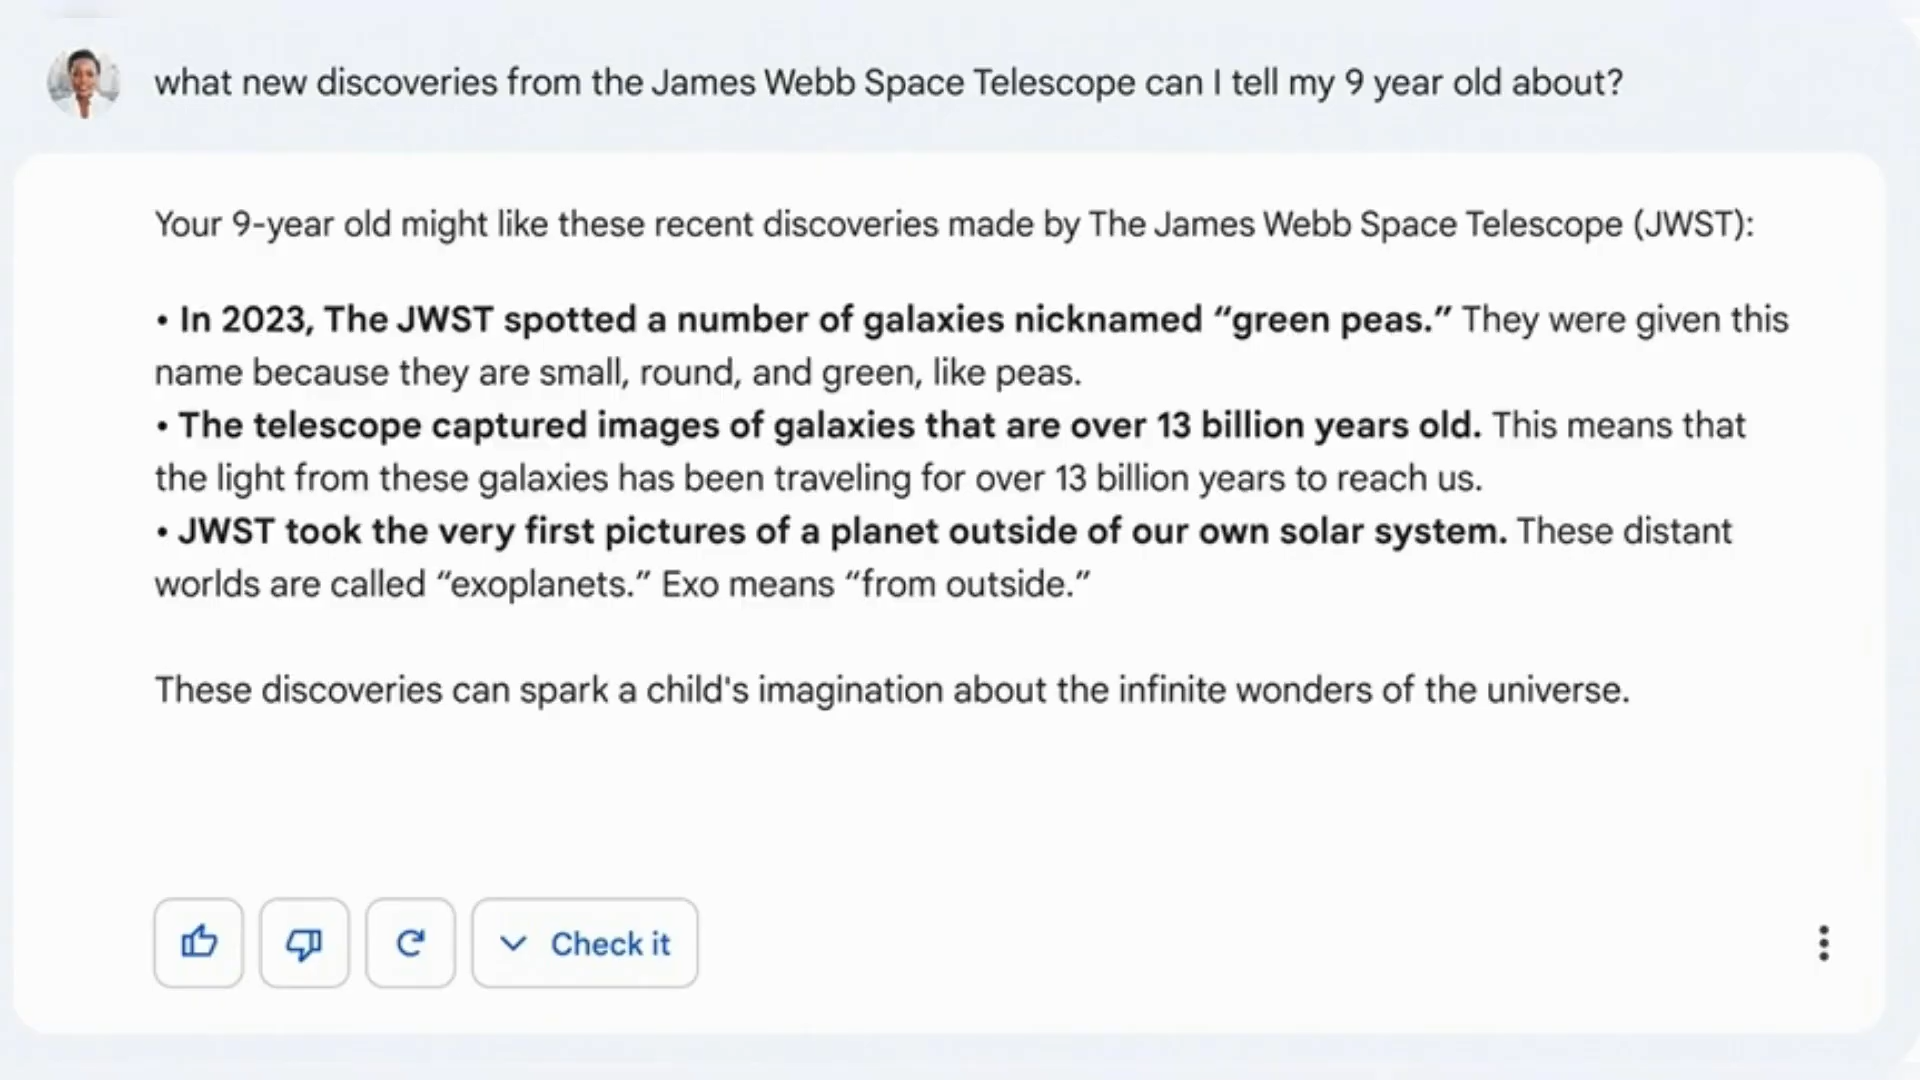 what new discoveries from the James Webb Space Telescope can I tell my 9 year old about?
Your 9-year old might like these recent discoveries made by The James Webb Space Telescope (JWST):
• In 2023, The JWST spotted a number of galaxies nicknamed “green peas.” They were given this
name because they are small, round, and green, like peas.
• The telescope captured images of galaxies that are over 13 billion years old. This means that
the light from these galaxies has been traveling for over 13 billion years to reach us.
• JWST took the very first pictures of a planet outside of our own solar system. These distant
worlds are called “exoplanets.” Exo means “from outside.”
These discoveries can spark a child's imagination about the infinite wonders of the universe.
Check it